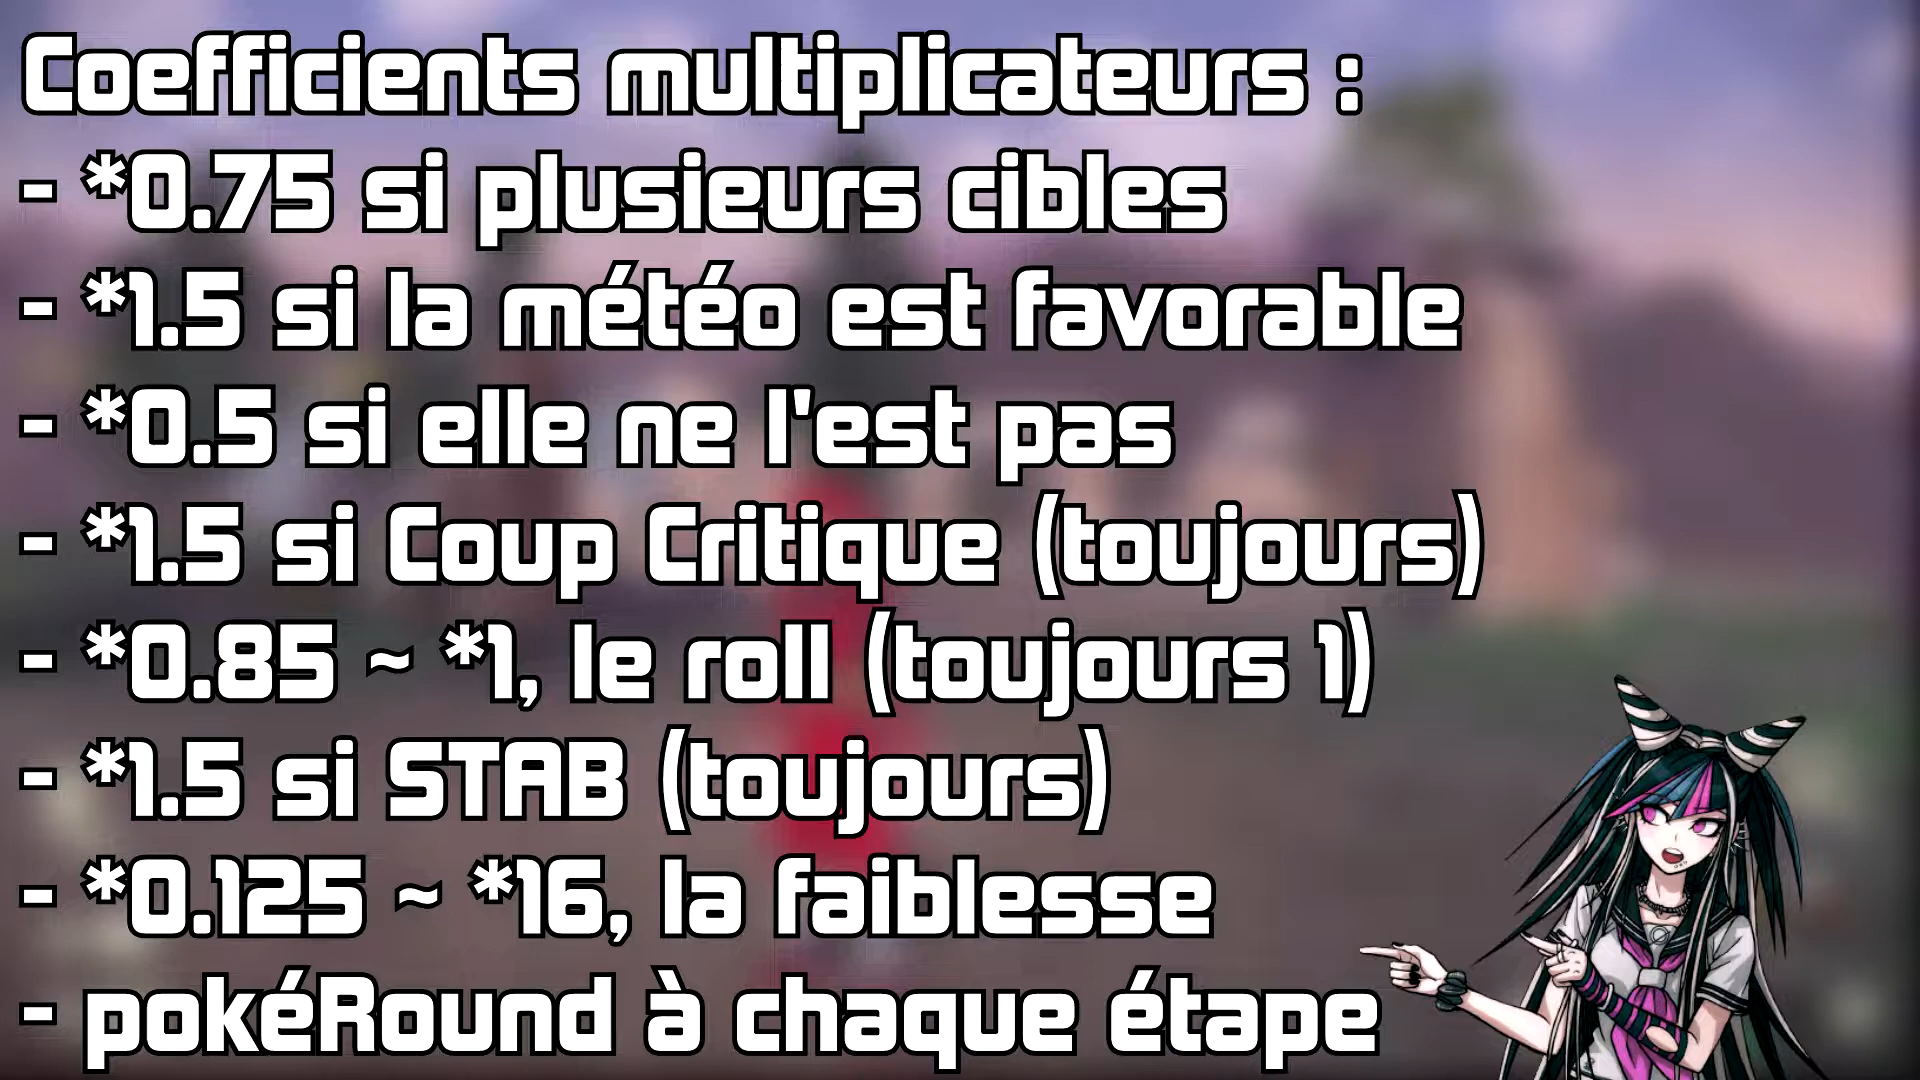 Coefficients multiplicateurs :
- *0.75 si plusieurs cibles
- *1.5 si la météo est favorable
- *0.5 si elle ne l'est pas
- *1.5 si Coup Critique (toujours)
- *0.85 ~ *1, le roll (toujours 1)
- *1.5 si STAB (toujours)
- *0.125 ~ *16, la faiblesse
- pokéRound à chaque étape